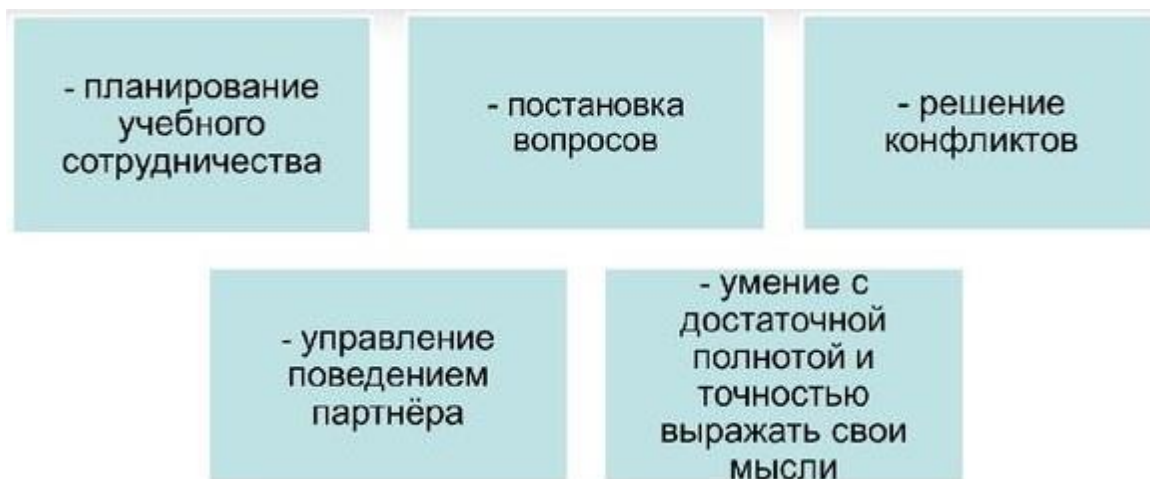 - планирование
учебного
сотрудничества
- постановка
вопросов
- решение
конфликтов
- управление
поведением
партнёра
- умение с
достаточной
полнотой и
точностью
выражать свои
мысли